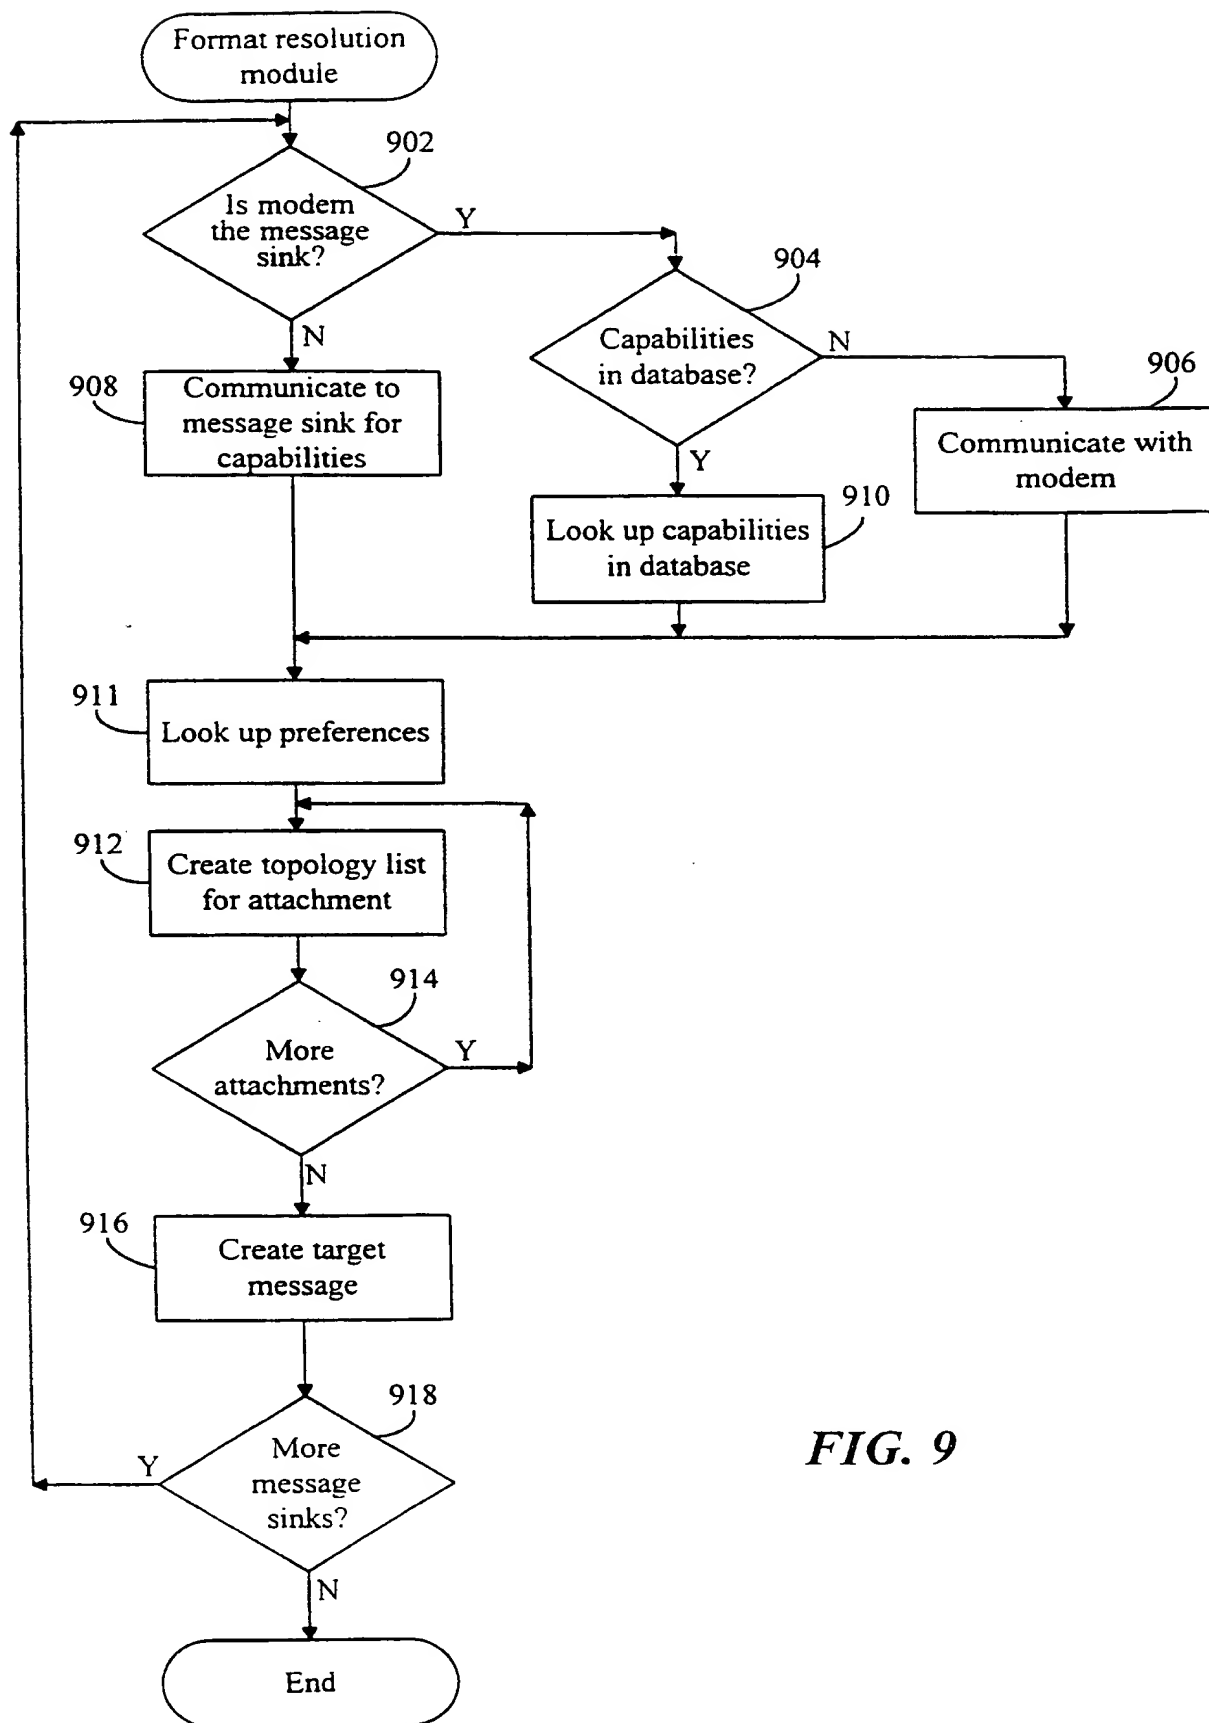 Format resolution
module
902
Is modem
the message
sink?
Y
N
904
Capabilities
in database?
N
Y
906
Communicate with
modem
908
Communicate to
message sink for
capabilities
910
Look up capabilities
in database
911
Look up preferences
912
Create topology list
for attachment
914
More
attachments?
Y
N
916
Create target
message
918
More
message
sinks?
Y
N
End
FIG. 9